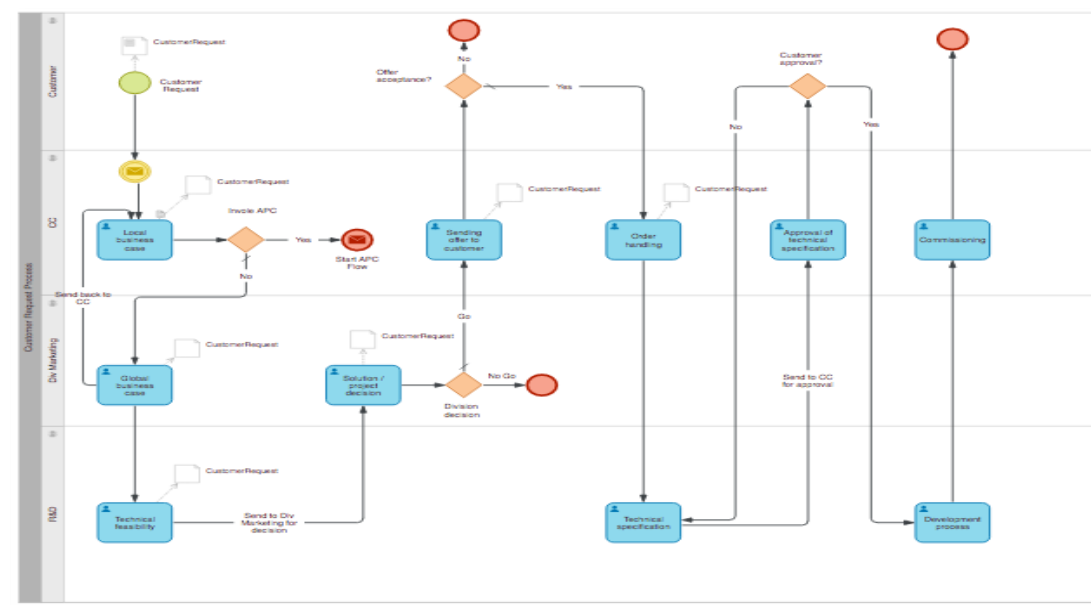 Customer Request Process
Customer
CustomerRequest
Customer
Request
Offer
acceptance?
No
Yes
Customer
approval?
No
Yes
CC
CustomerRequest
Local
business
case
Invole APC
Yes
Start APC
Flow
No
Send back to
CC
Sending
offer to
customer
CustomerRequest
Order
handling
CustomerRequest
Approval of
technical
specification
Commissioning
Div Marketing
Global
business
case
CustomerRequest
Solution /
project
decision
CustomerRequest
Go
No Go
Division
decision
Send to CC
for approval
R&D
CustomerRequest
Technical
feasibility
Send to Div
Marketing for
decision
Technical
specification
Development
process